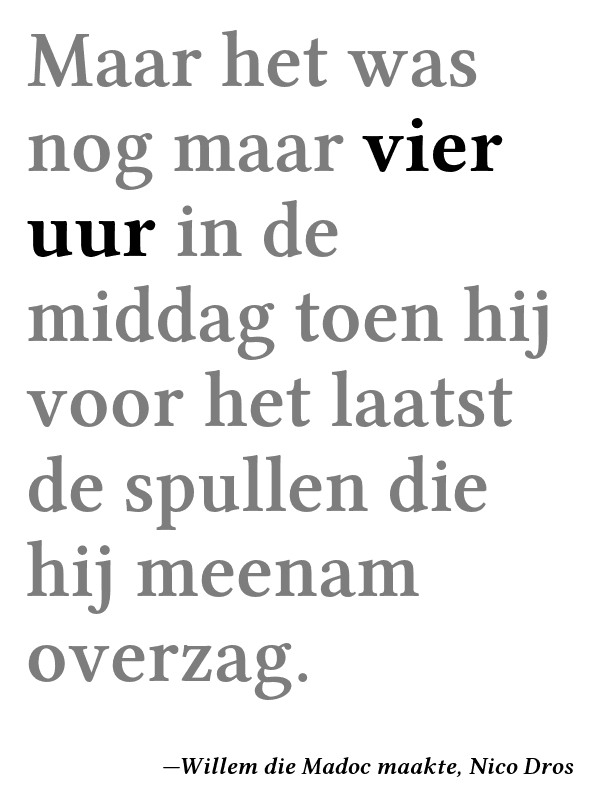 Maar het was
nog maar vier
uur in de
middag toen hij
voor het laatst
de spullen die
hij meenam
overzag.
—Willem die Madoc maakte, Nico Dros